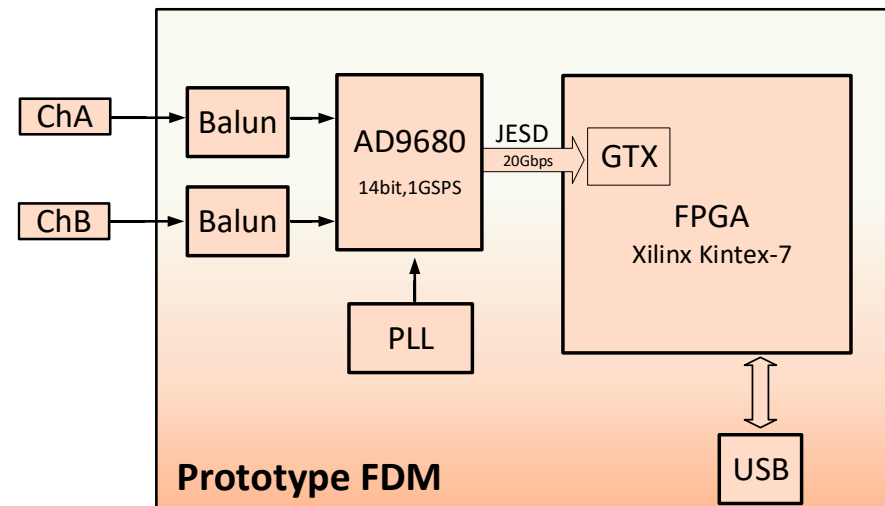 ChA
Balun
AD9680
14bit,1GSPS
JESD
20Gbps
GTX
FPGA
Xilinx Kintex-7
ChB
Balun
PLL
USB
Prototype FDM